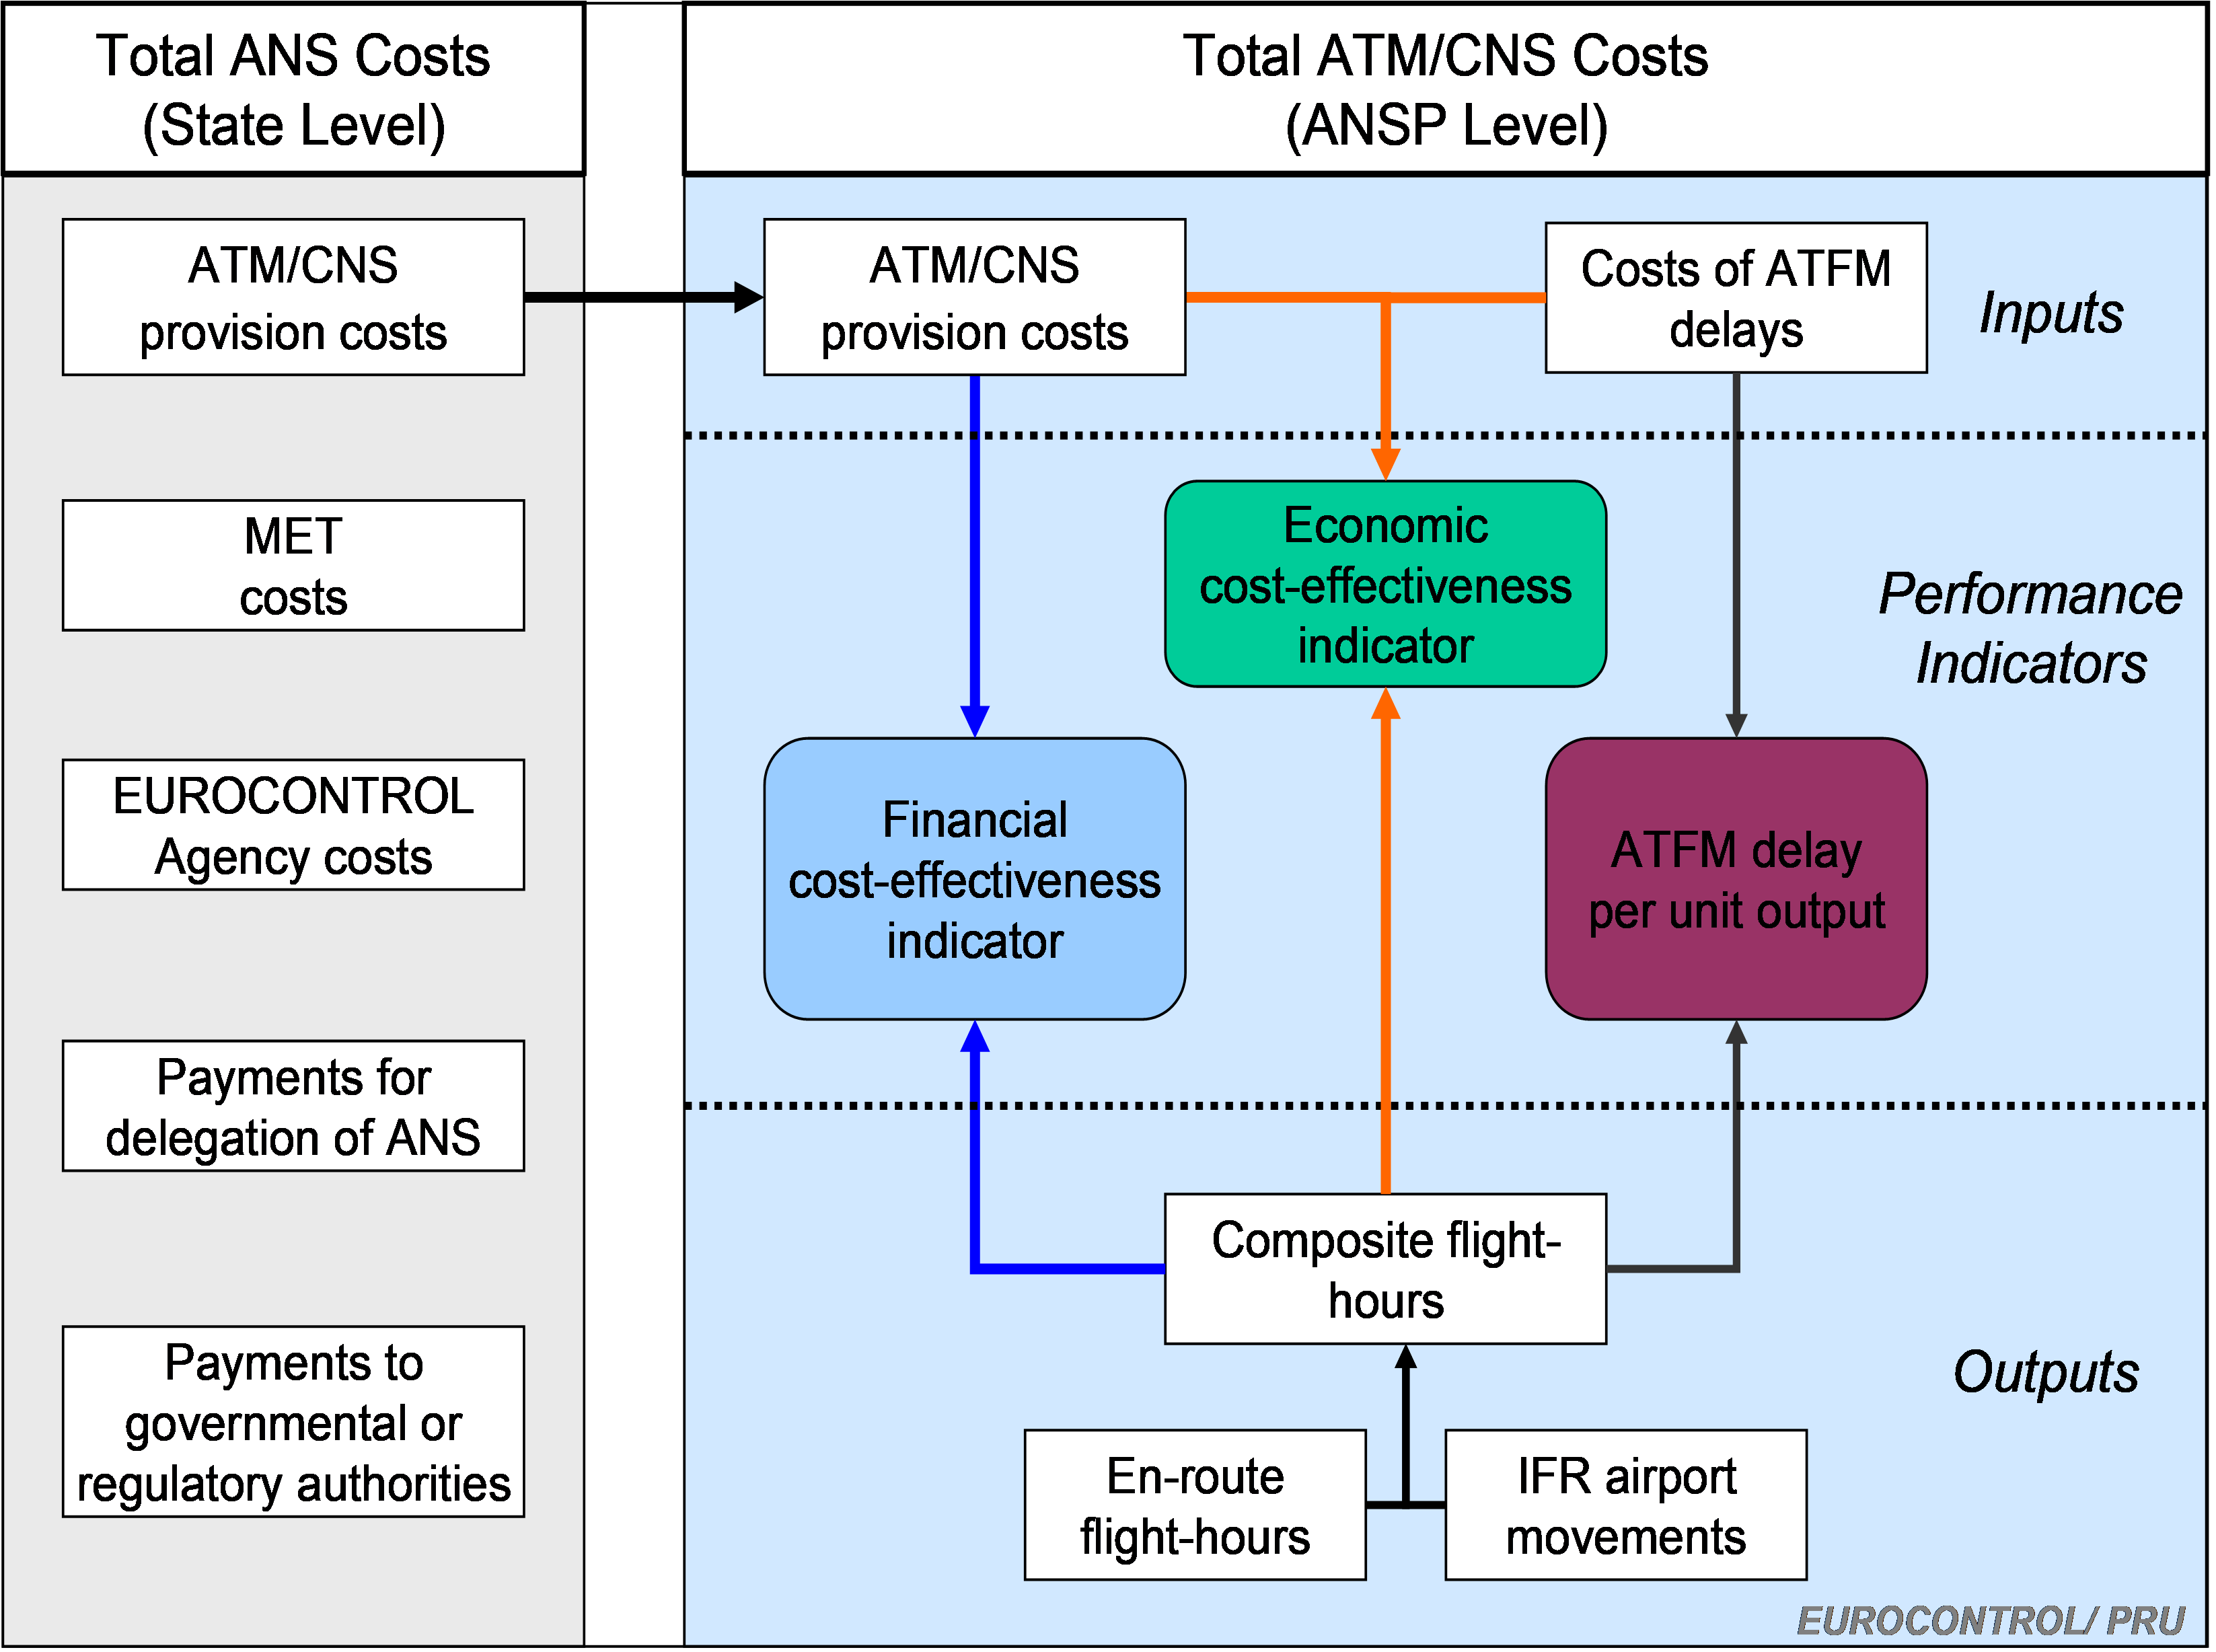 Total ANS Costs
(State Level)
Total ATM/CNS Costs
(ANSP Level)
ATM/CNS
provision costs
MET
costs
EUROCONTROL
Agency costs
Payments for
delegation of ANS
Payments to
governmental or
regulatory authorities
ATM/CNS
provision costs
Costs of ATFM
delays
Inputs
Economic
cost-effectiveness
indicator
Performance
Indicators
Financial
cost-effectiveness
indicator
ATFM delay
per unit output
Composite flight-
hours
Outputs
En-route
flight-hours
IFR airport
movements
EUROCONTROL/ PRU